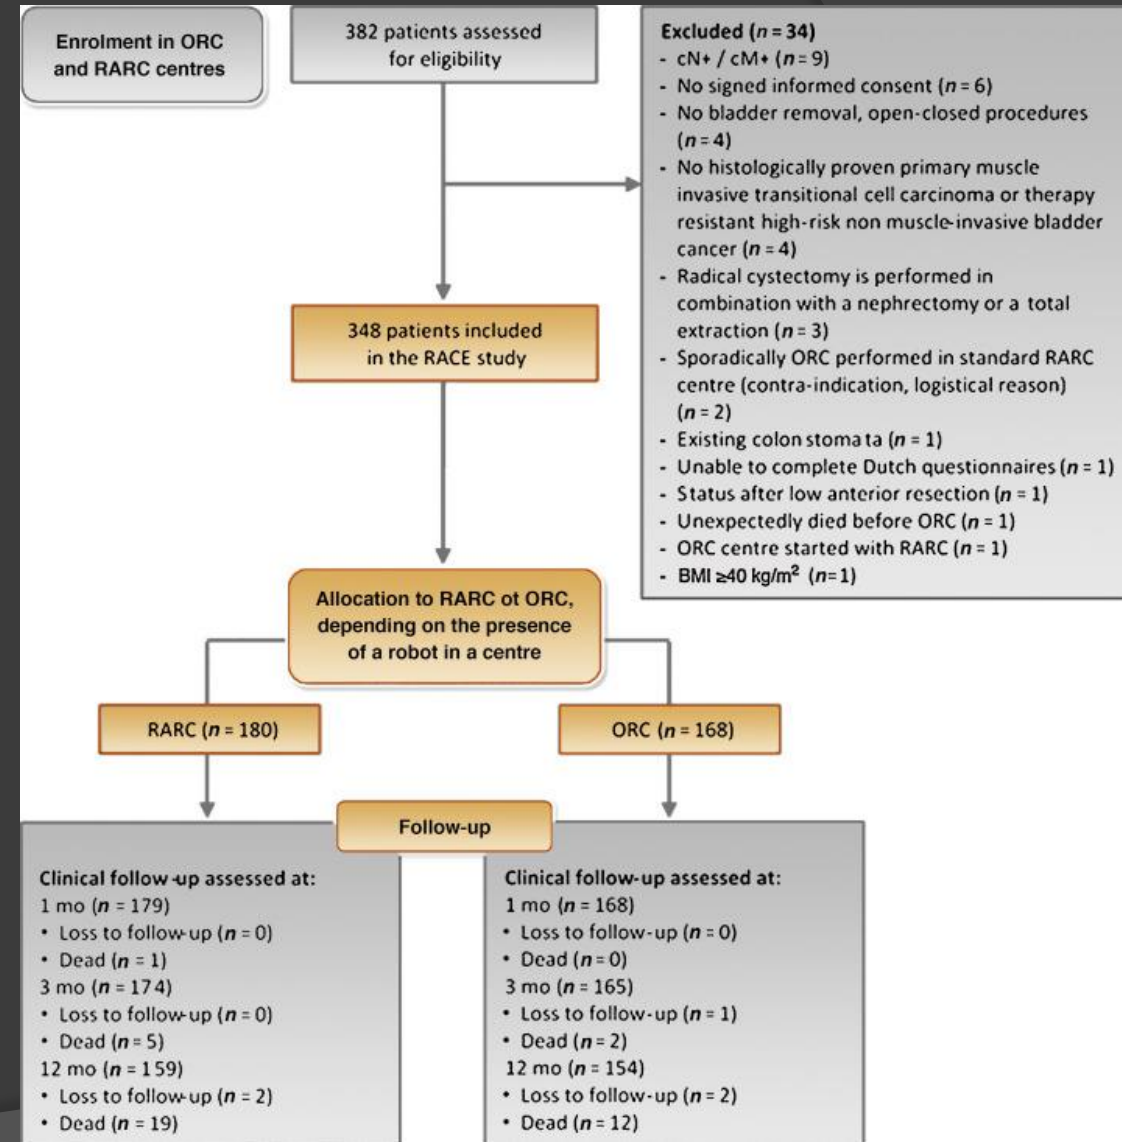 Enrolment in ORC
and RARC centres
382 patients assessed
for eligibility
Excluded (n = 34)
- cN+ / cM+ (n = 9)
- No signed informed consent (n = 6)
- No bladder removal, open-closed procedures
(n = 4)
- No histologically proven primary muscle
invasive transitional cell carcinoma or therapy
resistant high-risk non muscle-invasive bladder
cancer (n = 4)
- Radical cystectomy is performed in
combination with a nephrectomy or a total
extraction (n = 3)
- Sporadically ORC performed in standard RARC
centre (contra-indication, logistical reason)
(n = 2)
- Existing colon stomata (n = 1)
- Unable to complete Dutch questionnaires (n = 1)
- Status after low anterior resection (n = 1)
- Unexpectedly died before ORC (n = 1)
- ORC centre started with RARC (n = 1)
- BMI ≥40 kg/m² (n=1)
348 patients included
in the RACE study
Allocation to RARC ot ORC,
depending on the presence
of a robot in a centre
RARC (n = 180)
ORC (n = 168)
Follow-up
Clinical follow-up assessed at:
1 mo (n = 179)
• Loss to follow-up (n = 0)
• Dead (n = 1)
3 mo (n = 174)
• Loss to follow-up (n = 0)
• Dead (n = 5)
12 mo (n = 159)
• Loss to follow-up (n = 2)
• Dead (n = 19)
Clinical follow-up assessed at:
1 mo (n = 168)
• Loss to follow-up (n = 0)
• Dead (n = 0)
3 mo (n = 165)
• Loss to follow-up (n = 1)
• Dead (n = 2)
12 mo (n = 154)
• Loss to follow-up (n = 2)
• Dead (n = 12)